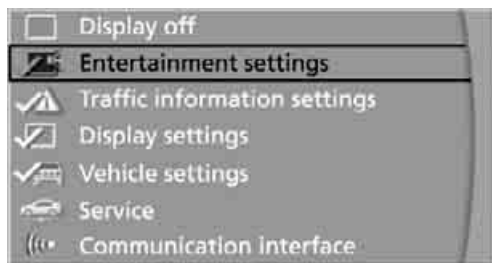 Display off
Entertainment settings
Traffic information settings
Display settings
Vehicle settings
Service
Communication interface